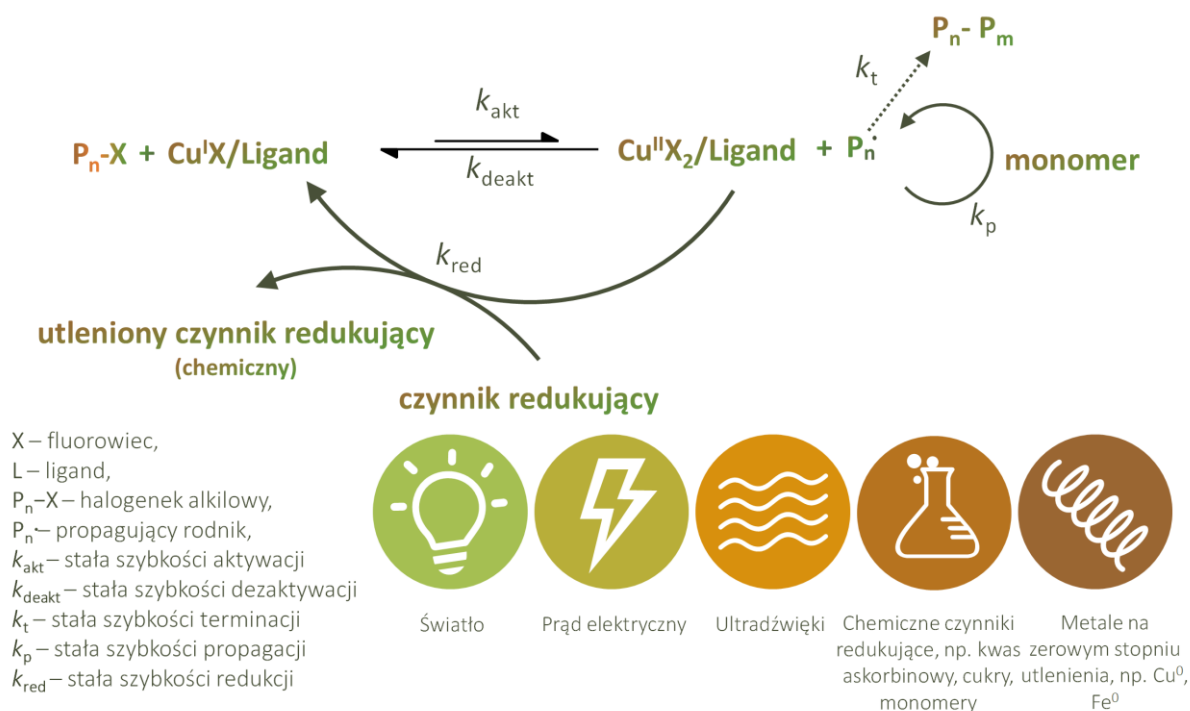 Pn- Pm
kt
kakt
Pn-X + CuIX/Ligand
CuIIX2/Ligand + Pn•
kdeakt
monomer
kp
kred
utleniony czynnik redukujący
(chemiczny)
czynnik redukujący
X – fluorowiec,
L – ligand,
Pn–X – halogenek alkilowy,
Pn• – propagujący rodnik,
kakt – stała szybkości aktywacji
kdeakt – stała szybkości dezaktywacji
kt – stała szybkości terminacji
kp – stała szybkości propagacji
kred – stała szybkości redukcji
Światło
Prąd elektryczny
Ultradźwięki
Chemiczne czynniki
redukujące, np. kwas
askorbinowy, cukry,
monomery
Metale na
zerowym stopniu
utlenienia, np. Cu0,
Fe0